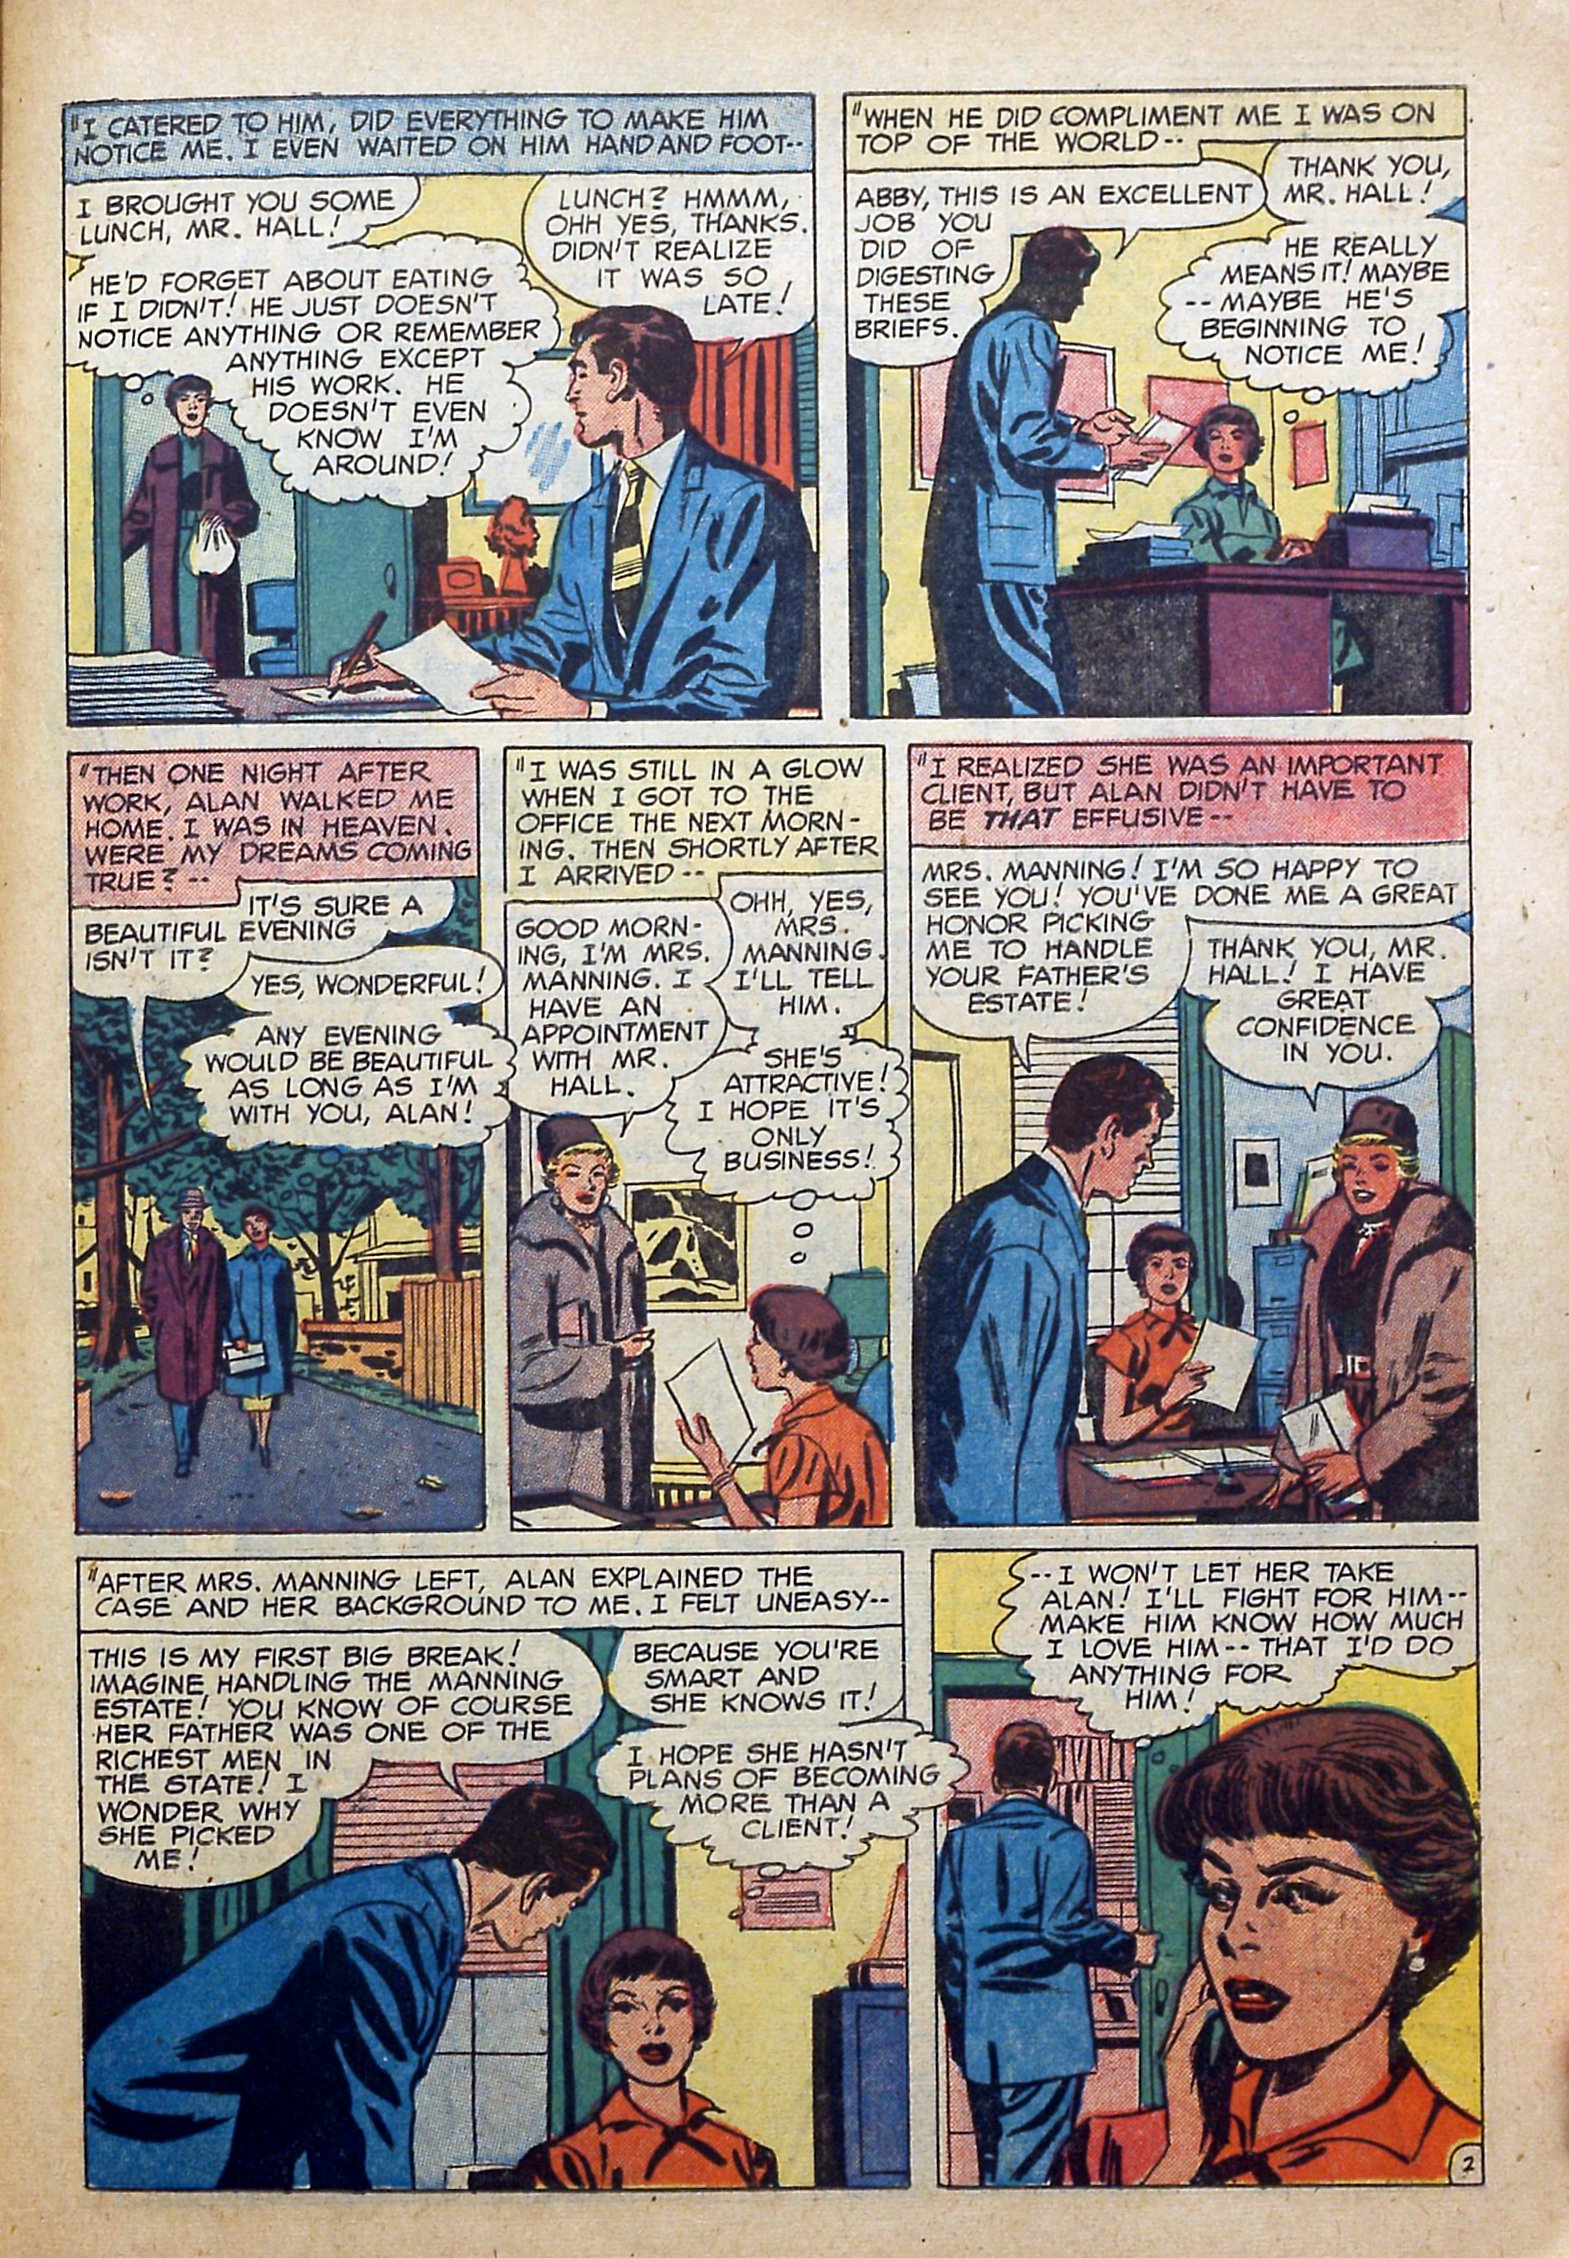 "I CATERED TO HIM, DID EVERYTHING TO MAKE HIM
NOTICE ME. I EVEN WAITED ON HIM HAND AND FOOT--
I BROUGHT YOU SOME
LUNCH, MR. HALL!
HE'D FORGET ABOUT EATING
IF I DIDN'T! HE JUST DOESN'T
NOTICE ANYTHING OR REMEMBER
ANYTHING EXCEPT
HIS WORK. HE
DOESN'T EVEN
KNOW I'M
AROUND!
LUNCH? HMMM,
OHH YES, THANKS.
DIDN'T REALIZE
IT WAS SO
LATE!
"WHEN HE DID COMPLIMENT ME I WAS ON
TOP OF THE WORLD--
ABBY, THIS IS AN EXCELLENT
JOB YOU
DID OF
DIGESTING
THESE
BRIEFS.
THANK YOU,
MR. HALL!
HE REALLY
MEANS IT! MAYBE
-- MAYBE HE'S
BEGINNING TO
NOTICE ME!
"THEN ONE NIGHT AFTER
WORK, ALAN WALKED ME
HOME. I WAS IN HEAVEN.
WERE MY DREAMS COMING
TRUE? --
IT'S SURE A
BEAUTIFUL EVENING
ISN'T IT?
YES, WONDERFUL!
ANY EVENING
WOULD BE BEAUTIFUL
AS LONG AS I'M
WITH YOU, ALAN!
"I WAS STILL IN A GLOW
WHEN I GOT TO THE
OFFICE THE NEXT MORN-
ING. THEN SHORTLY AFTER
I ARRIVED --
GOOD MORN-
ING, I'M MRS.
MANNING. I
HAVE AN
APPOINTMENT
WITH MR.
HALL.
OHH, YES,
MRS.
MANNING.
I'LL TELL
HIM.
SHE'S
ATTRACTIVE!
I HOPE IT'S
ONLY
BUSINESS!
"I REALIZED SHE WAS AN IMPORTANT
CLIENT, BUT ALAN DIDN'T HAVE TO
BE THAT EFFUSIVE--
MRS. MANNING! I'M SO HAPPY TO
SEE YOU! YOU'VE DONE ME A GREAT
HONOR PICKING
ME TO HANDLE
YOUR FATHER'S
ESTATE!
THANK YOU, MR.
HALL! I HAVE
GREAT
CONFIDENCE
IN YOU.
"AFTER MRS. MANNING LEFT, ALAN EXPLAINED THE
CASE AND HER BACKGROUND TO ME. I FELT UNEASY--
THIS IS MY FIRST BIG BREAK!
IMAGINE HANDLING THE MANNING
ESTATE! YOU KNOW OF COURSE
HER FATHER WAS ONE OF THE
RICHEST MEN IN
THE STATE! I
WONDER WHY
SHE PICKED
ME!
BECAUSE YOU'RE
SMART AND
SHE KNOWS IT!
I HOPE SHE HASN'T
PLANS OF BECOMING
MORE THAN A
CLIENT!
-- I WON'T LET HER TAKE
ALAN! I'LL FIGHT FOR HIM--
MAKE HIM KNOW HOW MUCH
I LOVE HIM-- THAT I'D DO
ANYTHING FOR
HIM!
2